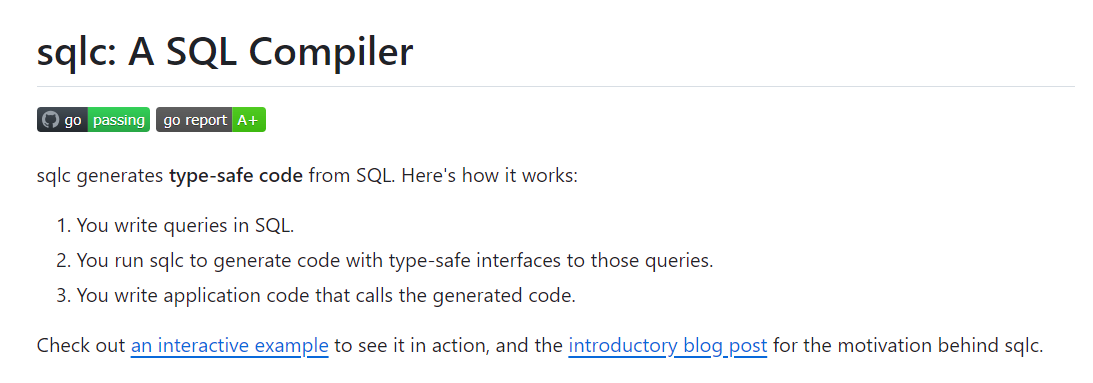 sqlc: A SQL Compiler
go passing go report A+
sqlc generates type-safe code from SQL. Here's how it works:
1. You write queries in SQL.
2. You run sqlc to generate code with type-safe interfaces to those queries.
3. You write application code that calls the generated code.
Check out an interactive example to see it in action, and the introductory blog post for the motivation behind sqlc.